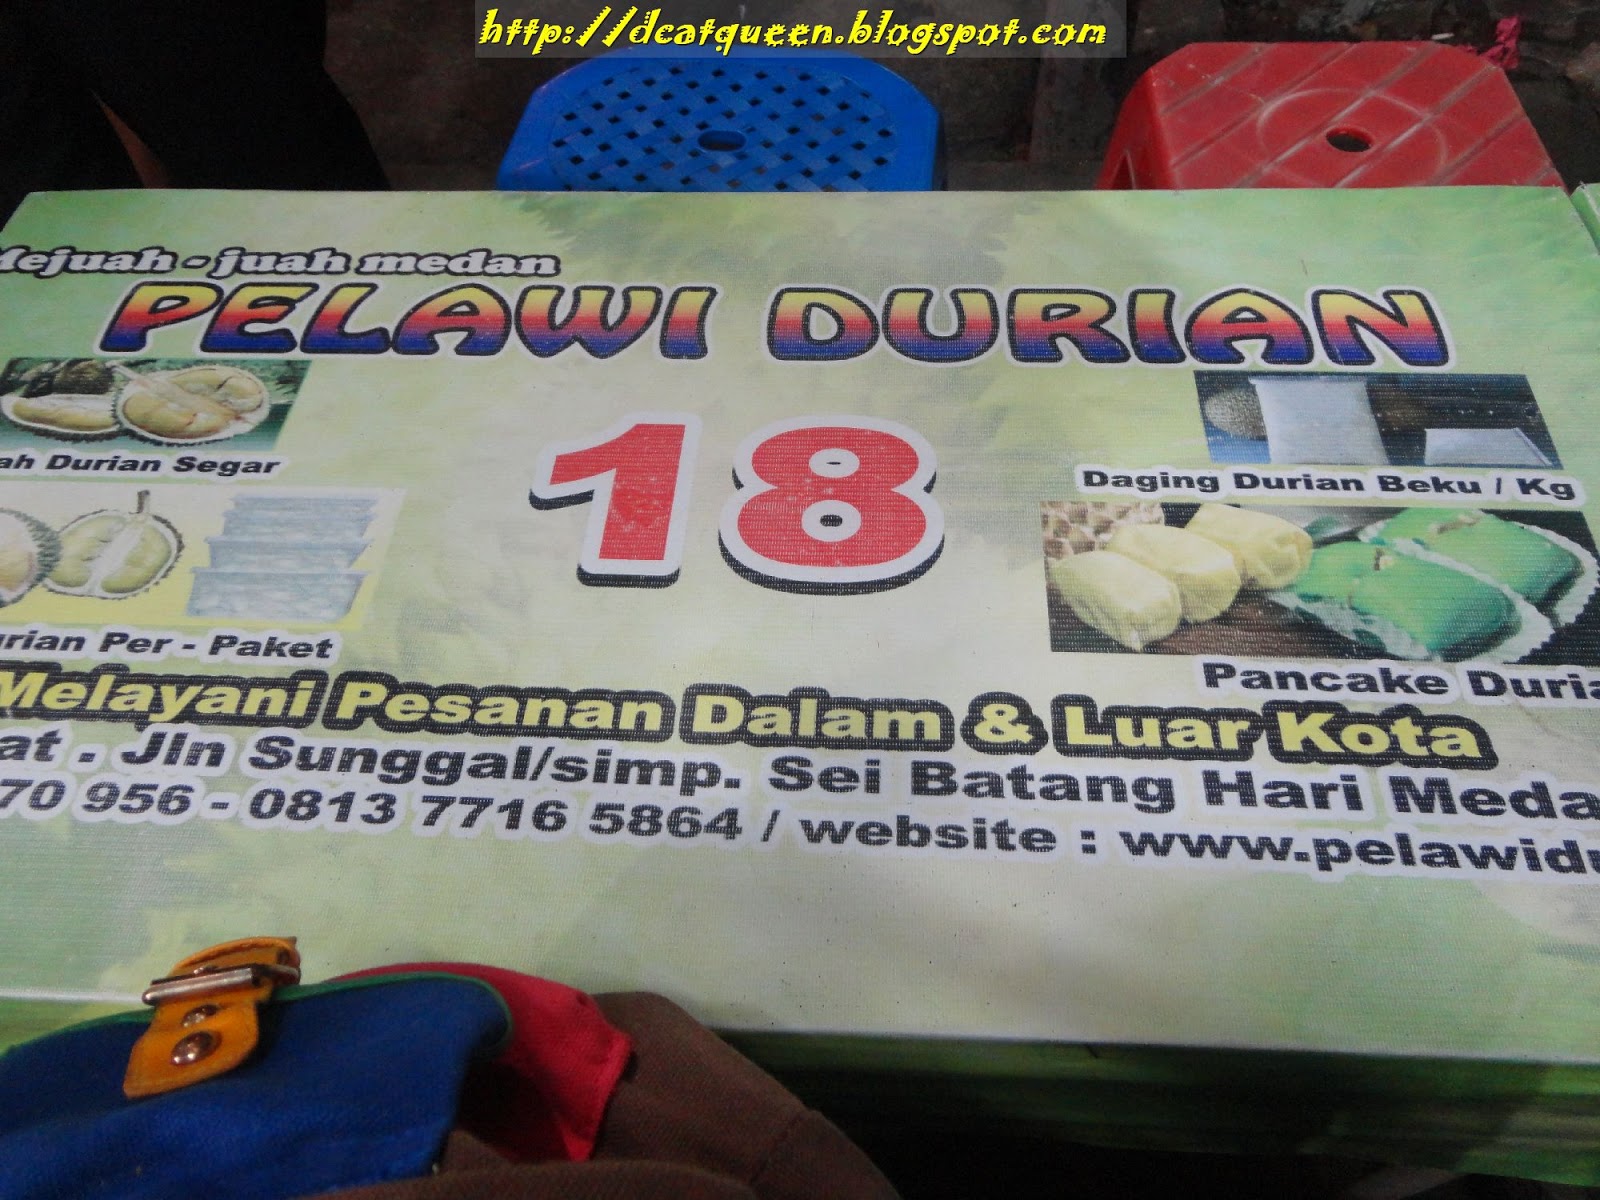 http://dcatqueen.blogspot.com
Mejuah - juah medan
PELAWI DURIAN
18
ah Durian Segar
Daging Durian Beku / Kg
urian Per - Paket
Pancake Duria
Melayani Pesanan Dalam & Luar Kota
at . Jln Sunggal/simp. Sei Batang Hari Meda
70 956 - 0813 7716 5864 / website : www.pelawidu